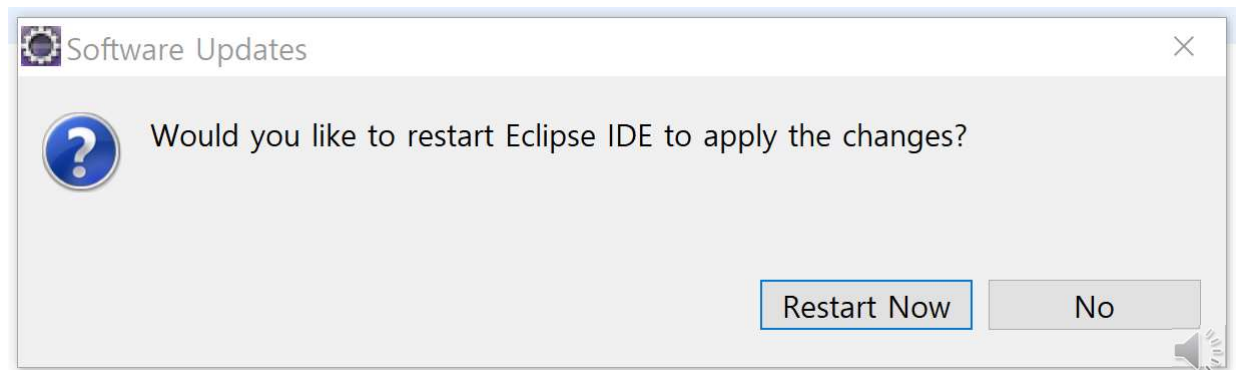 Software Updates
Would you like to restart Eclipse IDE to apply the changes?
Restart Now
No